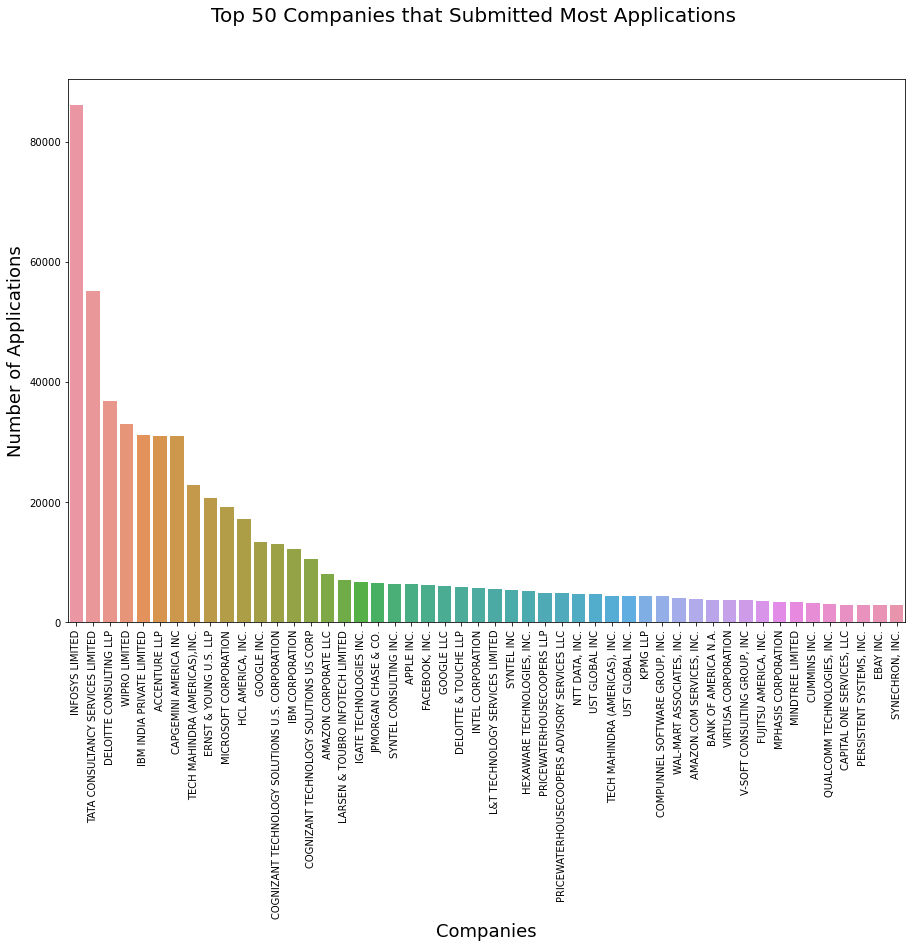 Top 50 Companies that Submitted Most Applications
Number of Applications
80000
60000
40000
20000
0
INFOSYS LIMITED
TATA CONSULTANCY SERVICES LIMITED
DELOITTE CONSULTING LLP
WIPRO LIMITED
IBM INDIA PRIVATE LIMITED
ACCENTURE LLP
CAPGEMINI AMERICA INC
TECH MAHINDRA (AMERICAS),INC.
ERNST & YOUNG U.S. LLP
MICROSOFT CORPORATION
HCL AMERICA, INC.
GOOGLE INC.
COGNIZANT TECHNOLOGY SOLUTIONS U.S. CORPORATION
IBM CORPORATION
COGNIZANT TECHNOLOGY SOLUTIONS US CORP
AMAZON CORPORATE LLC
LARSEN & TOUBRO INFOTECH LIMITED
IGATE TECHNOLOGIES INC.
JPMORGAN CHASE & CO.
SYNTEL CONSULTING INC.
APPLE INC.
FACEBOOK, INC.
GOOGLE LLC
DELOITTE & TOUCHE LLP
INTEL CORPORATION
L&T TECHNOLOGY SERVICES LIMITED
SYNTEL INC
HEXAWARE TECHNOLOGIES, INC.
PRICEWATERHOUSECOOPERS LLP
PRICEWATERHOUSECOOPERS ADVISORY SERVICES LLC
NTT DATA, INC.
UST GLOBAL INC
TECH MAHINDRA (AMERICAS), INC.
UST GLOBAL INC.
KPMG LLP
COMPUNNEL SOFTWARE GROUP, INC.
WAL-MART ASSOCIATES, INC.
AMAZON.COM SERVICES, INC.
BANK OF AMERICA N.A.
VIRTUSA CORPORATION
V-SOFT CONSULTING GROUP, INC
FUJITSU AMERICA, INC.
MPHASIS CORPORATION
MINDTREE LIMITED
CUMMINS INC.
QUALCOMM TECHNOLOGIES, INC.
CAPITAL ONE SERVICES, LLC
PERSISTENT SYSTEMS, INC.
EBAY INC.
SYNECHRON, INC.
Companies